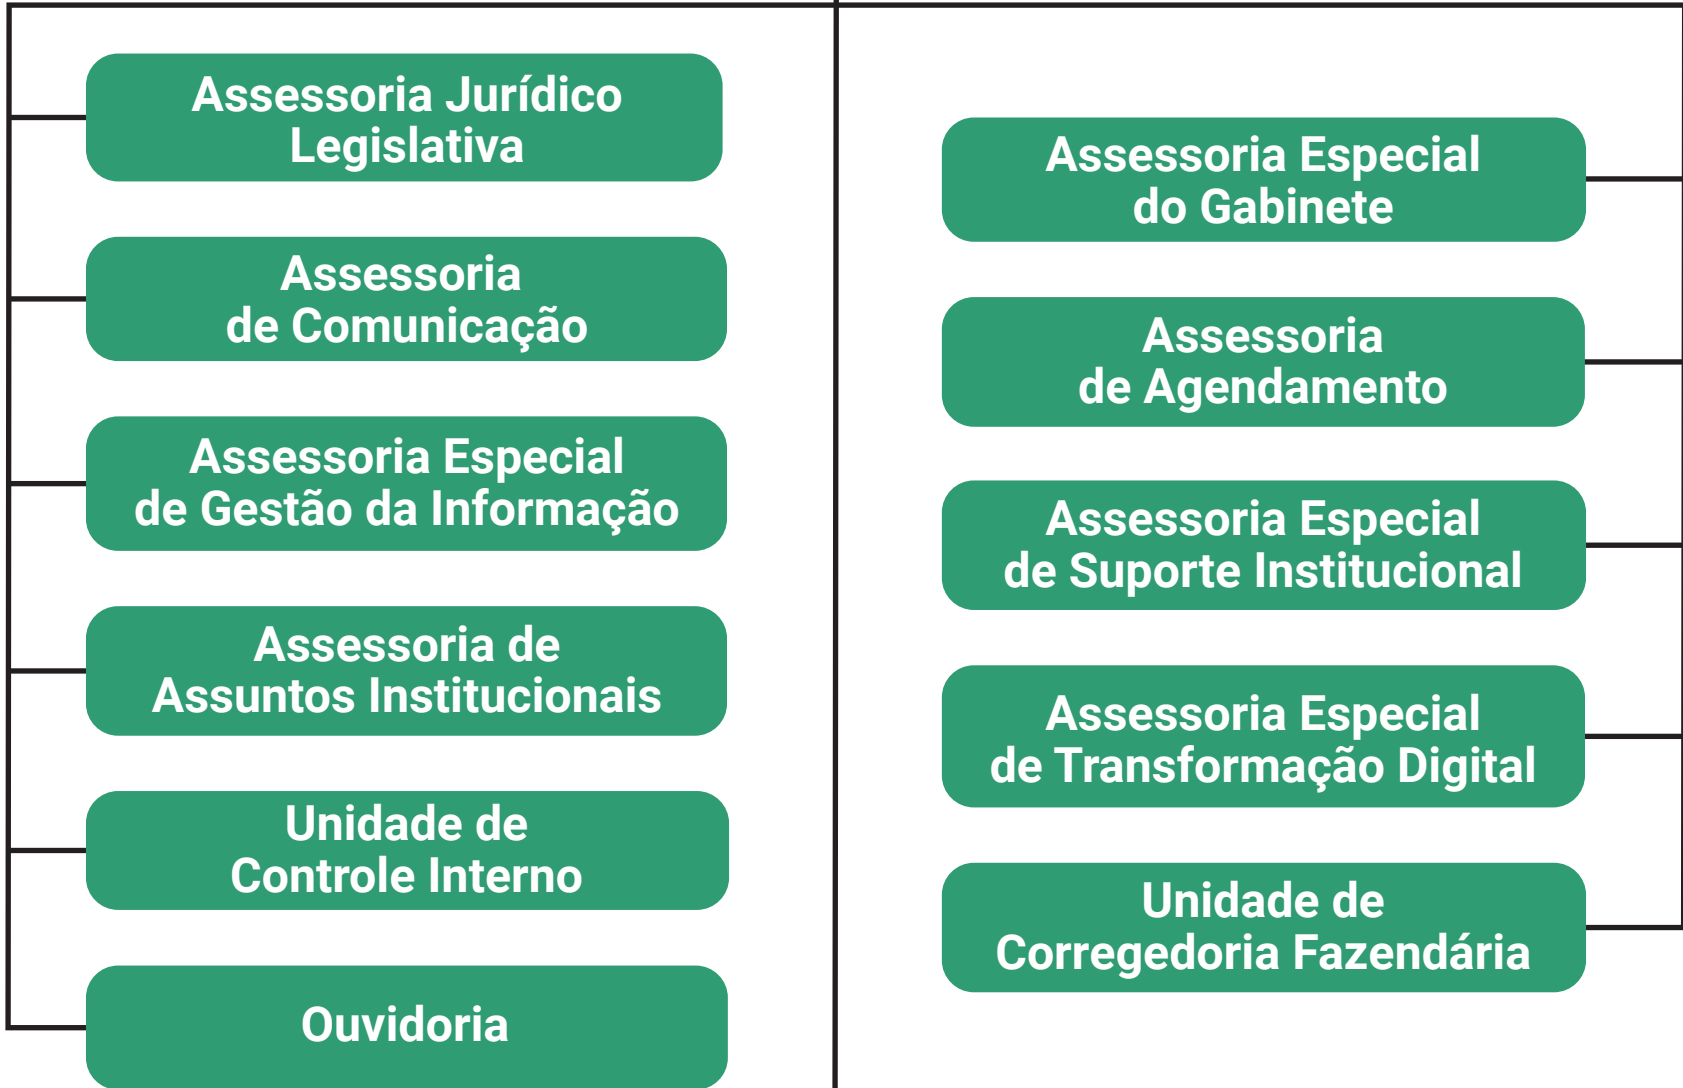 Assessoria Jurídico
Legislativa
Assessoria
de Comunicação
Assessoria Especial
de Gestão da Informação
Assessoria de
Assuntos Institucionais
Unidade de
Controle Interno
Ouvidoria
Assessoria Especial
do Gabinete
Assessoria
de Agendamento
Assessoria Especial
de Suporte Institucional
Assessoria Especial
de Transformação Digital
Unidade de
Corregedoria Fazendária